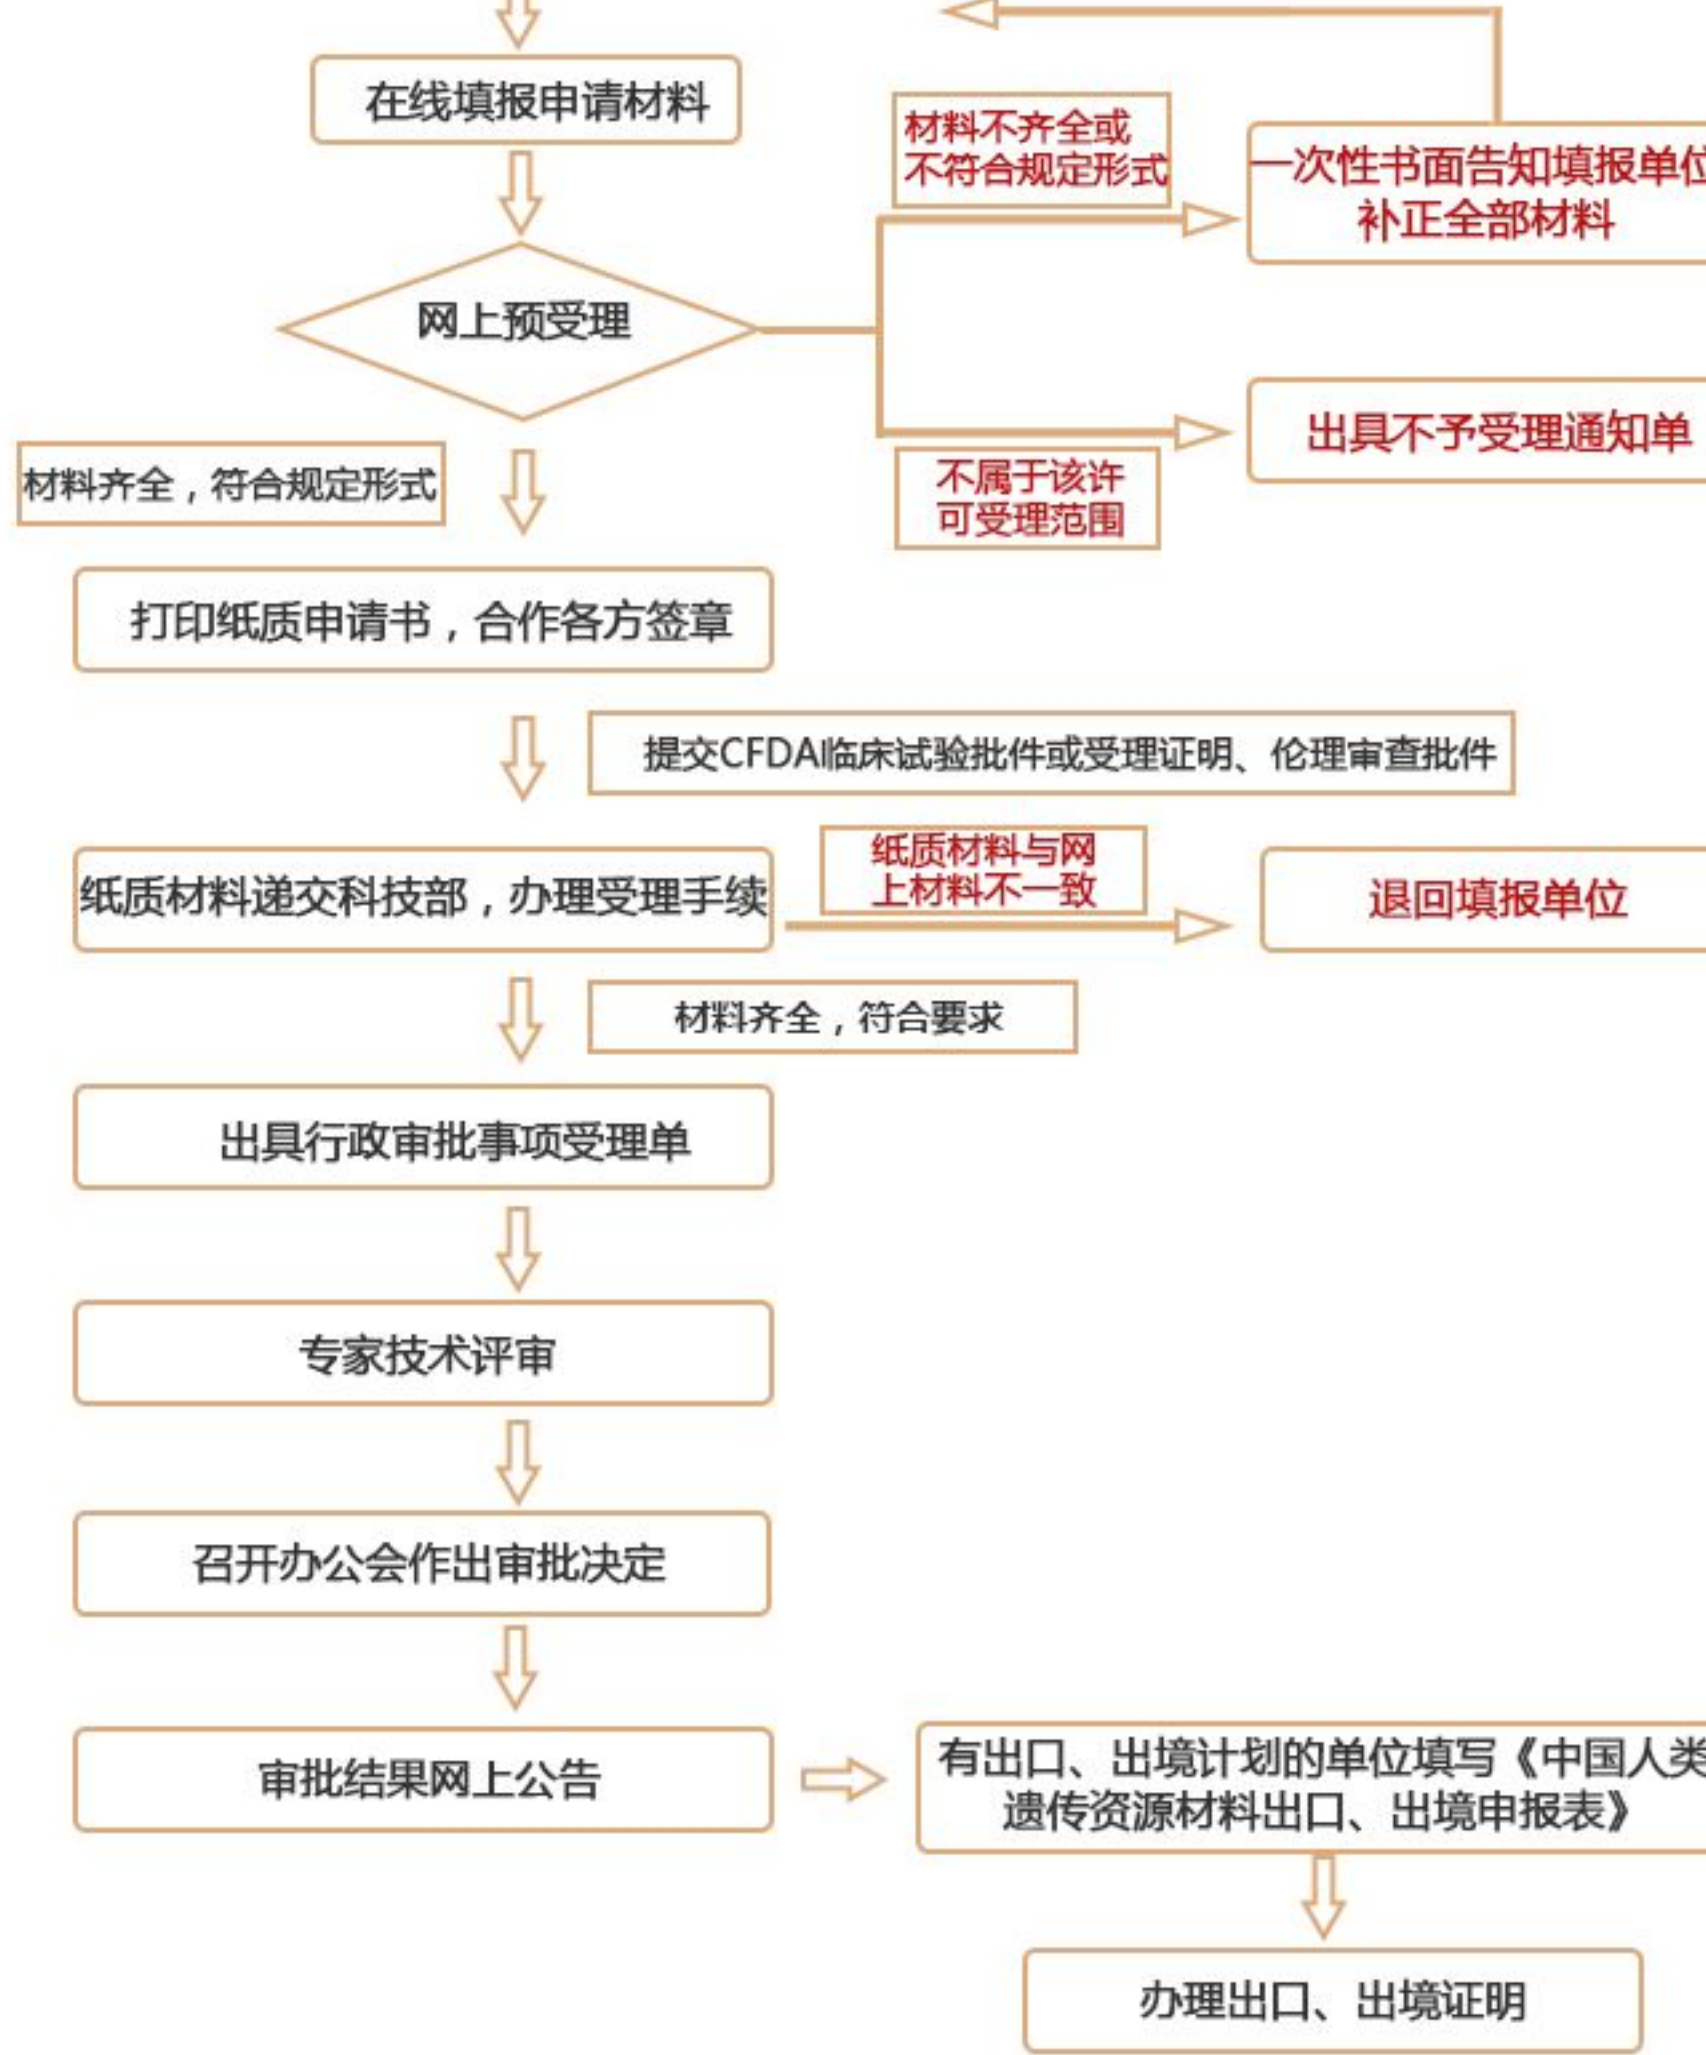 在线填报申请材料
材料不齐全或
不符合规定形式
一次性书面告知填报单位
补正全部材料
网上预受理
出具不予受理通知单
材料齐全，符合规定形式
不属于该许
可受理范围
打印纸质申请书，合作各方签章
提交CFDA临床试验批件或受理证明、伦理审查批件
纸质材料与网
上材料不一致
纸质材料递交科技部，办理受理手续
退回填报单位
材料齐全，符合要求
出具行政审批事项受理单
专家技术评审
召开办公会作出审批决定
审批结果网上公告
有出口、出境计划的单位填写《中国人类
遗传资源材料出口、出境申报表》
办理出口、出境证明